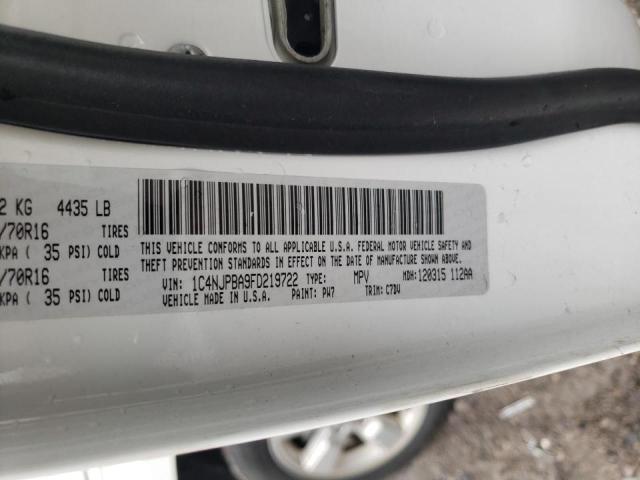 2 KG 4435 LB
/70R16 TIRES
KPA ( 35 PSI) COLD
/70R16 TIRES
KPA ( 35 PSI) COLD
THIS VEHICLE CONFORMS TO ALL APPLICABLE U.S.A. FEDERAL MOTOR VEHICLE SAFETY,
BUMPER, AND
THEFT PREVENTION STANDARDS IN EFFECT ON THE DATE OF MANUFACTURE SHOWN ABOVE.
VIN: 1C4NJPBA9FD219722 TYPE: MPV MDH: 120315 112AA
VEHICLE MADE IN U.S.A. PAINT: PW7 TRIM: C7DV